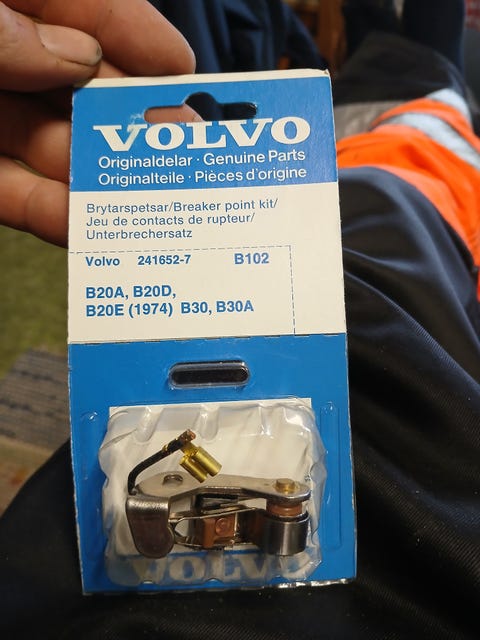 VOLVO
Originaldelar · Genuine Parts
Originalteile · Pièces d'origine
Brytarspetsar/Breaker point kit/
Jeu de contacts de rupteur/
Unterbrechersatz
Volvo 241652-7 B102
B20A, B20D,
B20E (1974) B30, B30A
VOLVO